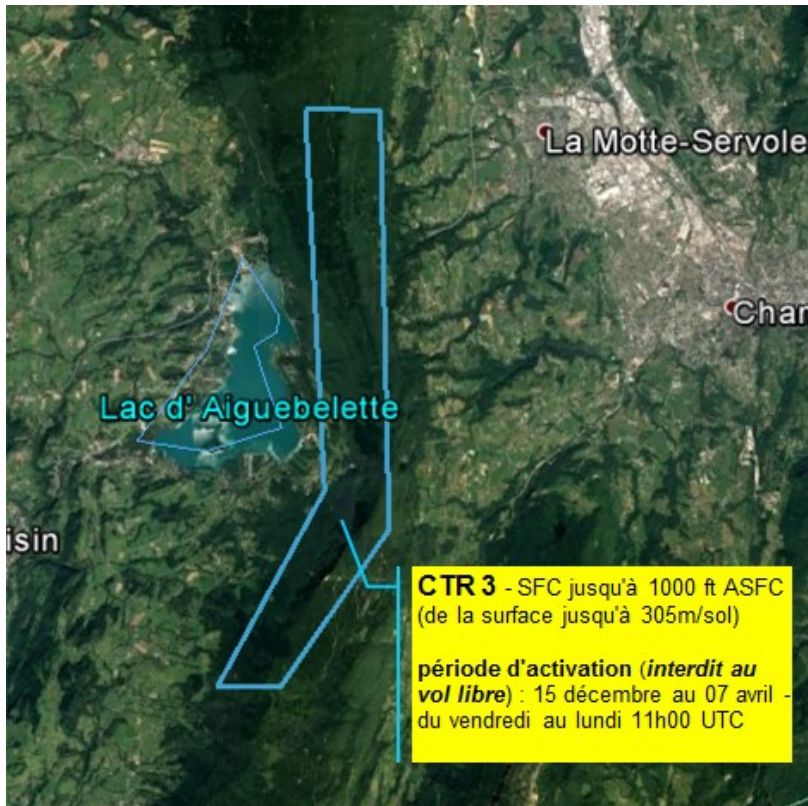 La Motte-Servole
Char
Lac d' Aiguebelette
isin
CTR 3 - SFC jusqu'à 1000 ft ASFC
(de la surface jusqu'à 305m/sol)
période d'activation (interdit au
vol libre) : 15 décembre au 07 avril -
du vendredi au lundi 11h00 UTC